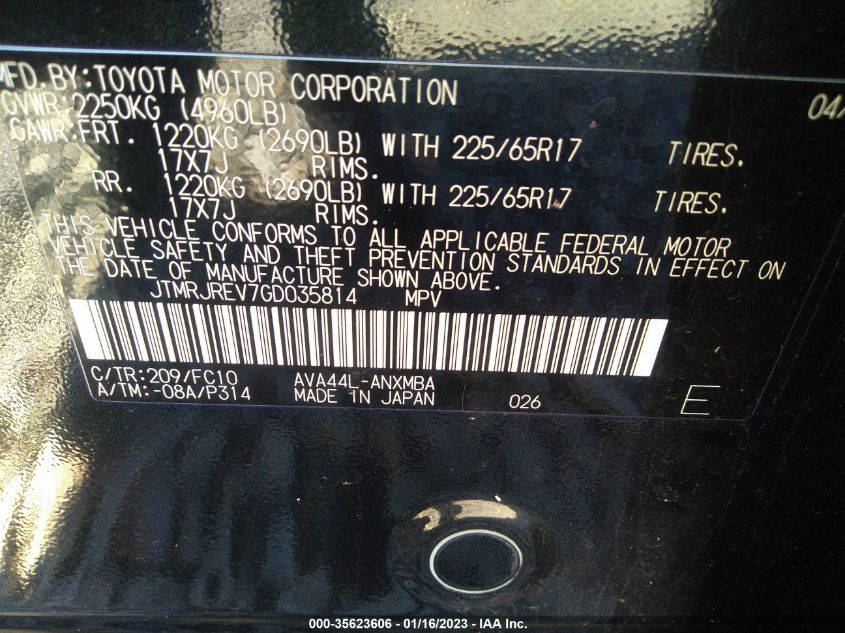 MFD.BY:TOYOTA MOTOR CORPORATION 04/
GVWR:2250KG (4960LB)
GAWR:FRT. 1220KG (2690LB) WITH 225/65R17 TIRES.
17X7J RIMS.
RR. 1220KG (2690LB) WITH 225/65R17 TIRES.
17X7J RIMS.
THIS VEHICLE CONFORMS TO ALL APPLICABLE FEDERAL MOTOR
VEHICLE SAFETY AND THEFT PREVENTION STANDARDS IN EFFECT ON
THE DATE OF MANUFACTURE SHOWN ABOVE.
JTMRJREV7GD035814 MPV
C/TR:209/FC10 AVA44L-ANXMBA
A/TM:-08A/P314 MADE IN JAPAN 026 E
000-35623606 - 01/16/2023 - IAA Inc.